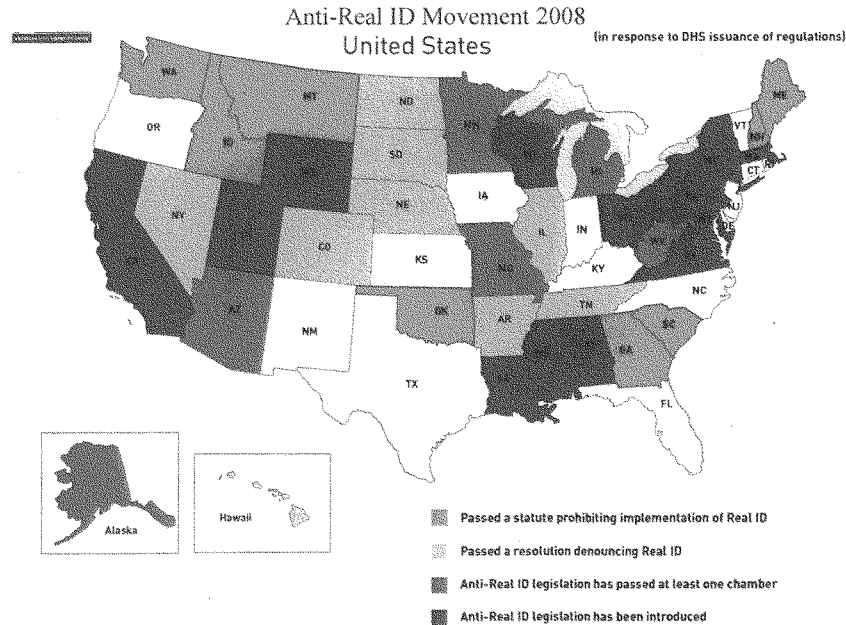 Anti-Real ID Movement 2008
United States
(in response to DHS issuance of regulations)
WA
MT
ND
MN
ME
OR
ID
SD
VT
NH
NY
NE
IA
CT
NJ
DE
CO
KS
IL
IN
WV
KY
MO
NC
AZ
NM
OK
AR
TN
SC
GA
TX
FL
Alaska
Hawaii
Passed a statute prohibiting implementation of Real ID
Passed a resolution denouncing Real ID
Anti-Real ID legislation has passed at least one chamber
Anti-Real ID legislation has been introduced